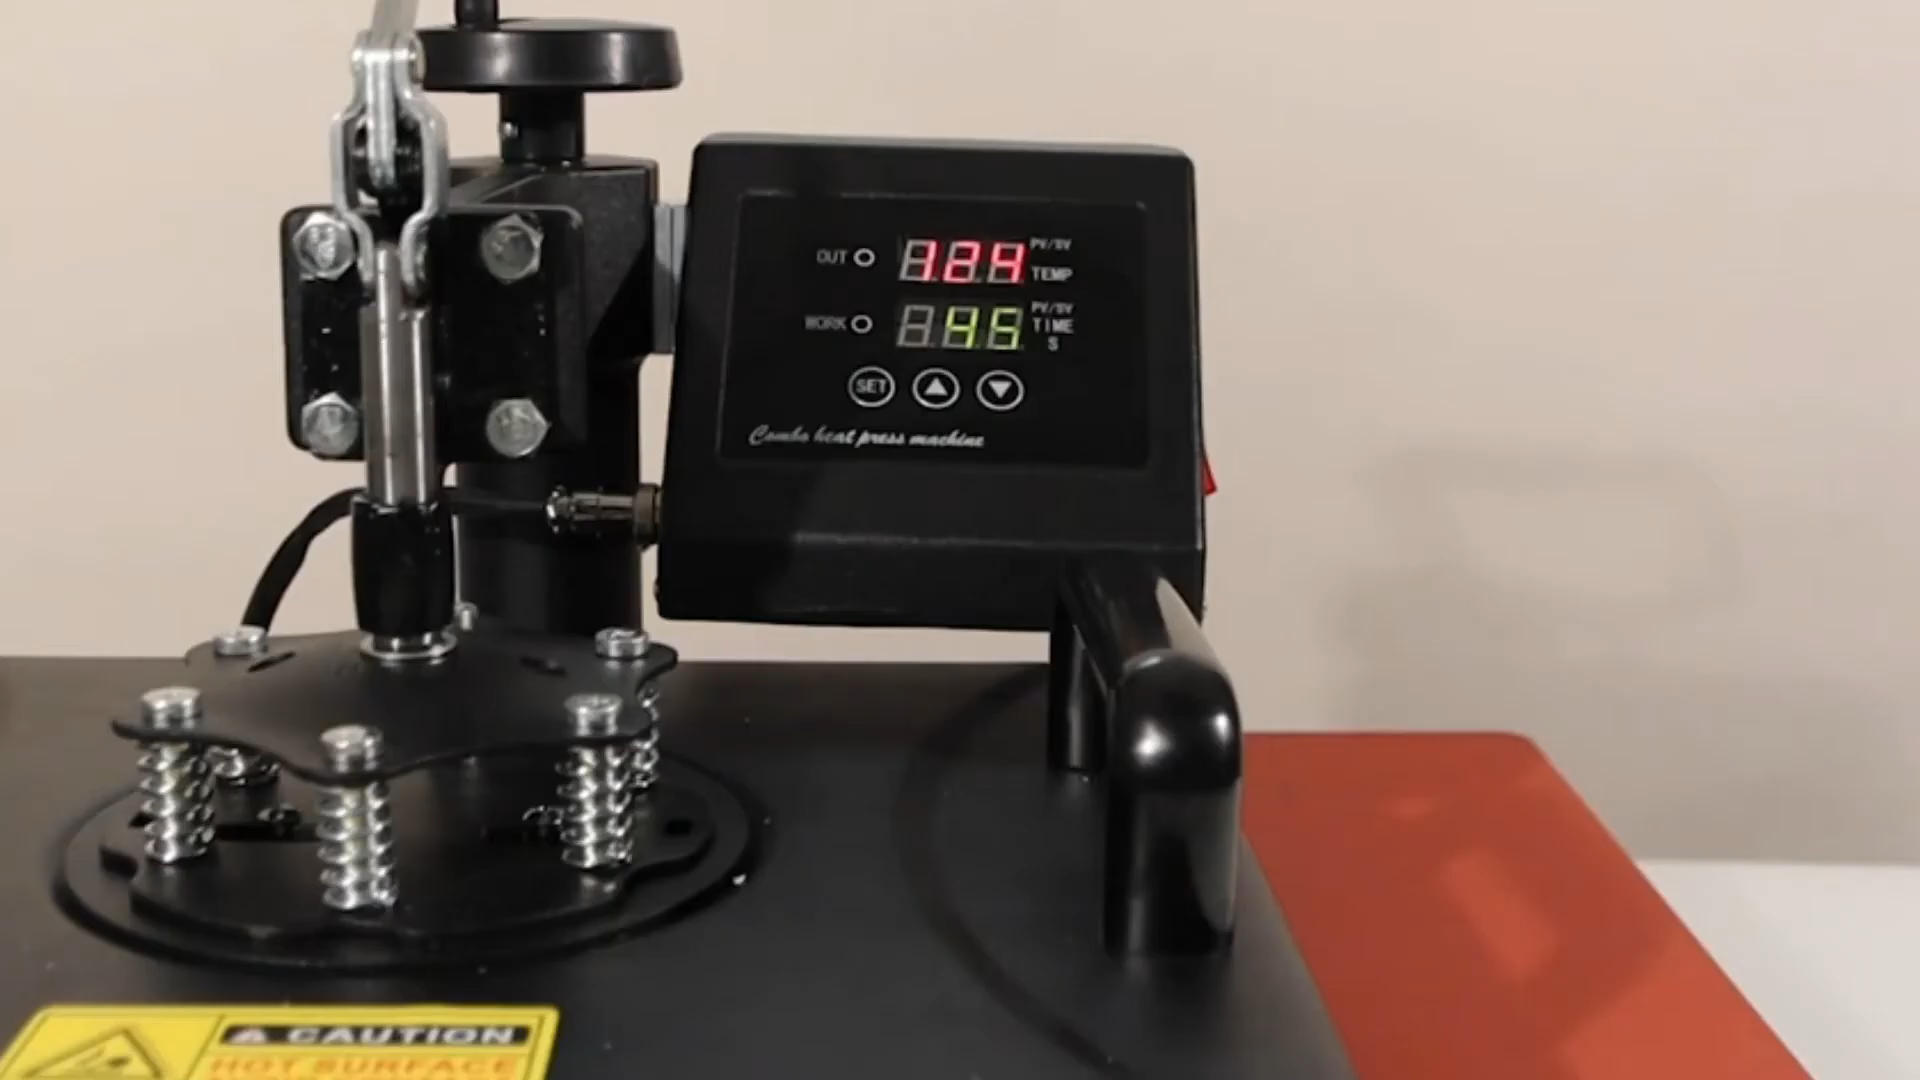 PV/SV
OUT 124 TEMP
PV/SV
WORK 45 TIME
S
SET
Combo heat press machine
CAUTION
HOT SURFACE